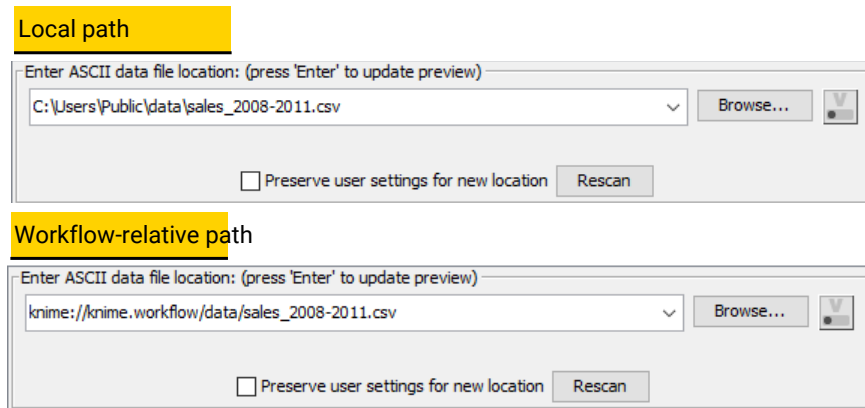 Local path
Enter ASCII data file location: (press 'Enter' to update preview)
C:\Users\Public\data\sales_2008-2011.csv
Browse...
V
Preserve user settings for new location
Rescan
Workflow-relative path
Enter ASCII data file location: (press 'Enter' to update preview)
knime://knime.workflow/data/sales_2008-2011.csv
Browse...
V
Preserve user settings for new location
Rescan